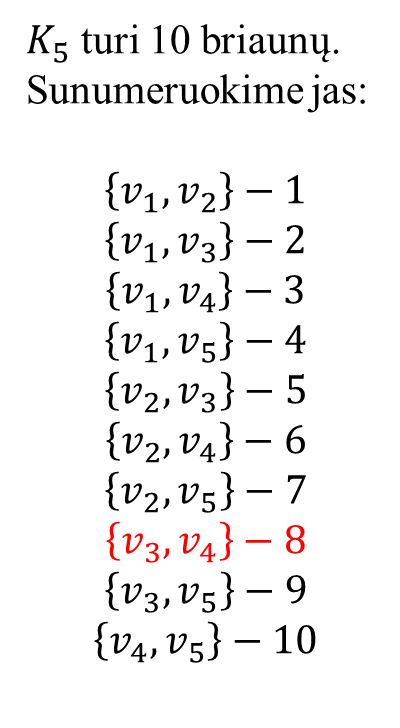 K₅ turi 10 briaunų.
Sunumeruokime jas:
{v₁, v₂} − 1
{v₁, v₃} − 2
{v₁, v₄} − 3
{v₁, v₅} − 4
{v₂, v₃} − 5
{v₂, v₄} − 6
{v₂, v₅} − 7
{v₃, v₄} − 8
{v₃, v₅} − 9
{v₄, v₅} − 10